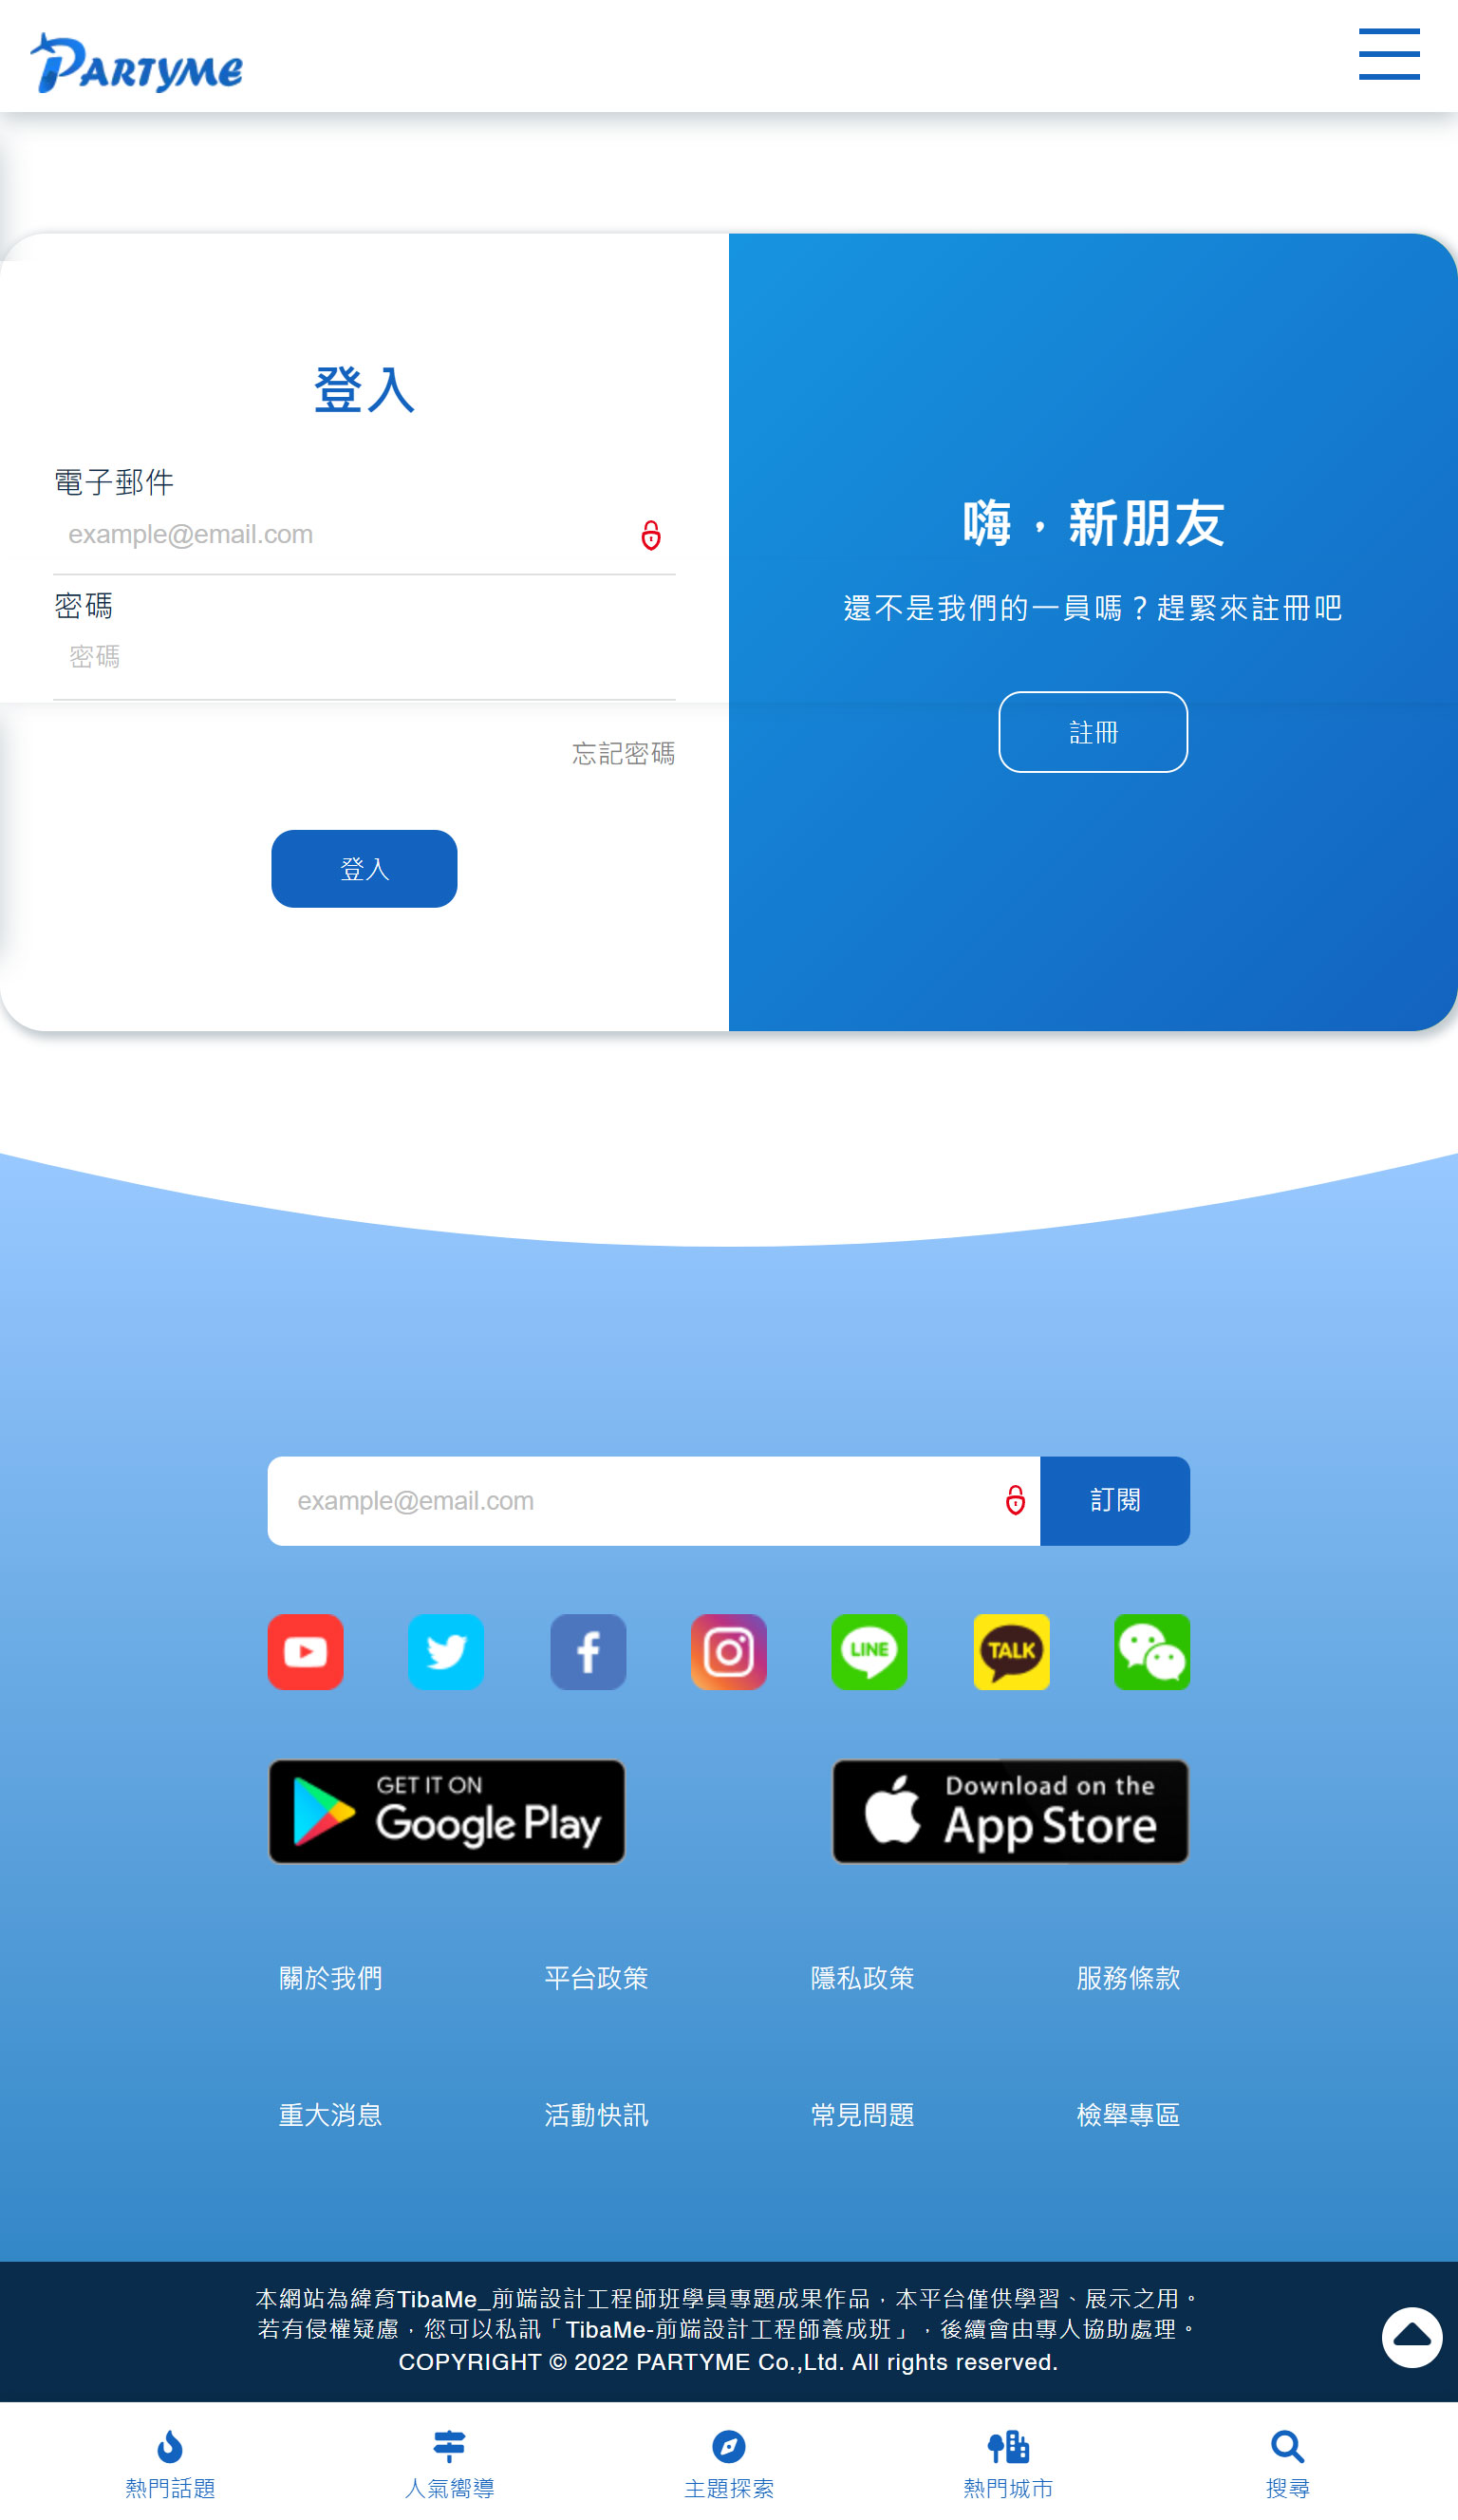 PARTYME
登入
電子郵件
example@email.com
密碼
密碼
忘記密碼
登入
嗨，新朋友
還不是我們的一員嗎？趕緊來註冊吧
註冊
example@email.com
訂閱
LINE
TALK
GET IT ON
Google Play
Download on the
App Store
關於我們
平台政策
隱私政策
服務條款
重大消息
活動快訊
常見問題
檢舉專區
本網站為緯育TibaMe_前端設計工程師班學員專題成果作品，本平台僅供學習、展示之用。
若有侵權疑慮，您可以私訊「TibaMe-前端設計工程師養成班」，後續會由專人協助處理。
COPYRIGHT © 2022 PARTYME Co.,Ltd. All rights reserved.
熱門話題
人氣嚮導
主題探索
熱門城市
搜尋